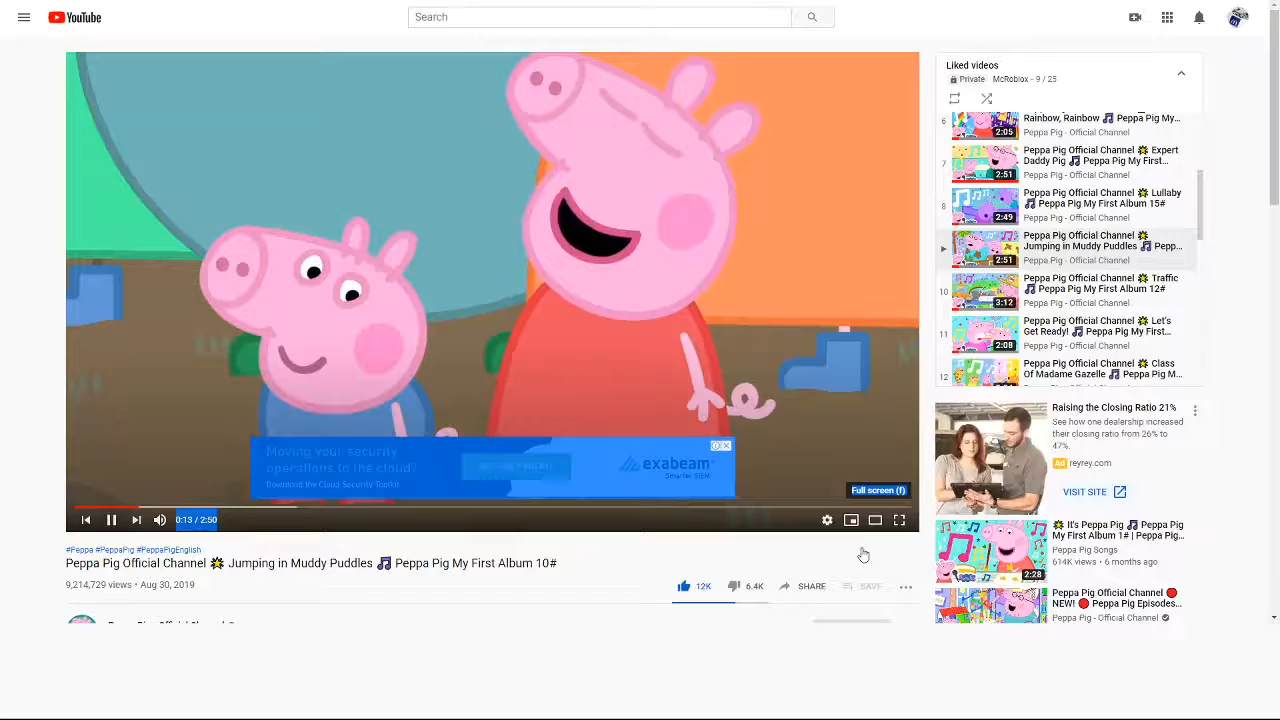 YouTube
Search
Liked videos
Private McRoblox - 9 / 25
6
Rainbow, Rainbow 🎵 Peppa Pig My...
Peppa Pig - Official Channel
2:05
7
Peppa Pig Official Channel 💥 Expert
Daddy Pig 🎵 Peppa Pig My First...
Peppa Pig - Official Channel
2:51
8
Peppa Pig Official Channel 💥 Lullaby
🎵 Peppa Pig My First Album 15#
Peppa Pig - Official Channel
2:49
Peppa Pig Official Channel 💥
Jumping in Muddy Puddles 🎵 Pepp...
Peppa Pig - Official Channel
2:51
10
Peppa Pig Official Channel 💥 Traffic
🎵 Peppa Pig My First Album 12#
Peppa Pig - Official Channel
3:12
11
Peppa Pig Official Channel 💥 Let's
Get Ready! 🎵 Peppa Pig My First...
Peppa Pig - Official Channel
2:08
12
Peppa Pig Official Channel 💥 Class
Of Madame Gazelle 🎵 Peppa Pig M...
Moving your security
operations to the cloud?
Download the Cloud Security Toolkit
exabeam
Smarter SIEM
Full screen (f)
0:13 / 2:50
#Peppa #PeppaPig #PeppaPigEnglish
Peppa Pig Official Channel 💥 Jumping in Muddy Puddles 🎵 Peppa Pig My First Album 10#
9,214,729 views • Aug 30, 2019
12K
6.4K
SHARE
SAVE
Raising the Closing Ratio 21%
See how one dealership increased
their closing ratio from 26% to
47%.
Ad reyrey.com
VISIT SITE
💥 It's Peppa Pig 🎵 Peppa Pig
My First Album 1# | Peppa Pig...
Peppa Pig Songs
614K views • 6 months ago
2:28
Peppa Pig Official Channel 🔴
NEW! 🔴 Peppa Pig Episodes...
Peppa Pig - Official Channel